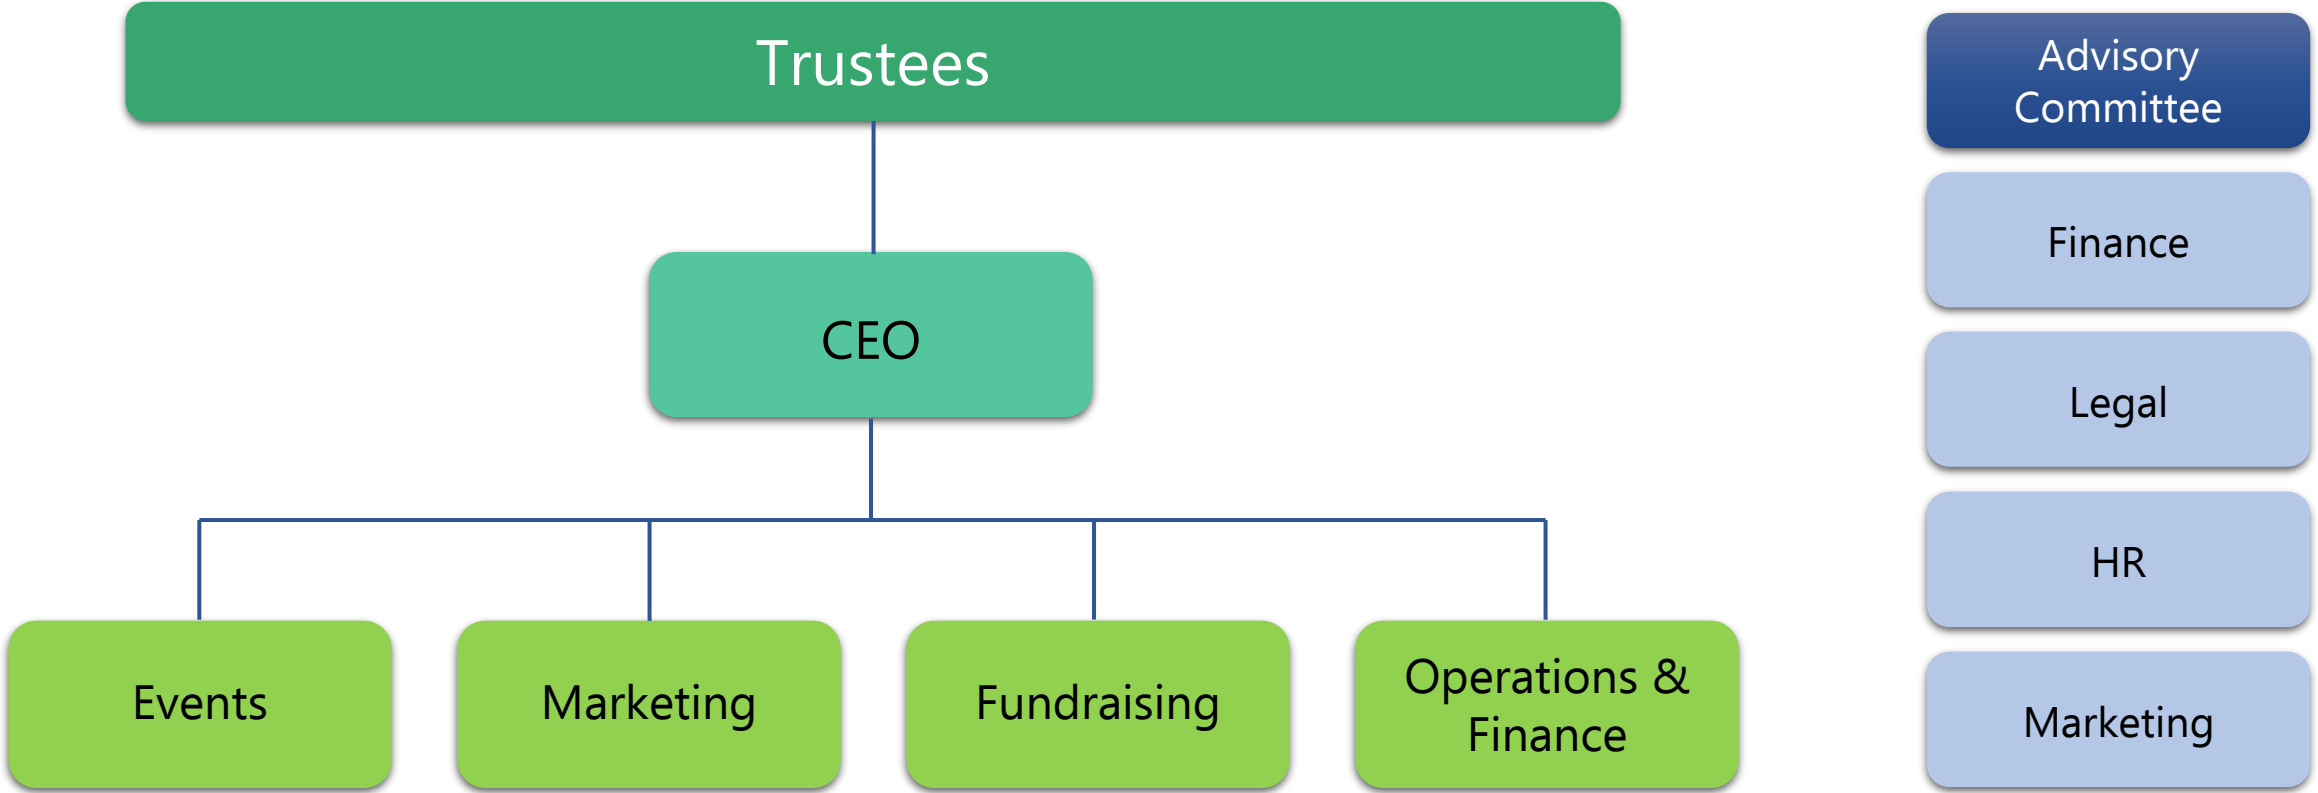 Trustees
CEO
Events
Marketing
Fundraising
Operations &
Finance
Advisory
Committee
Finance
Legal
HR
Marketing